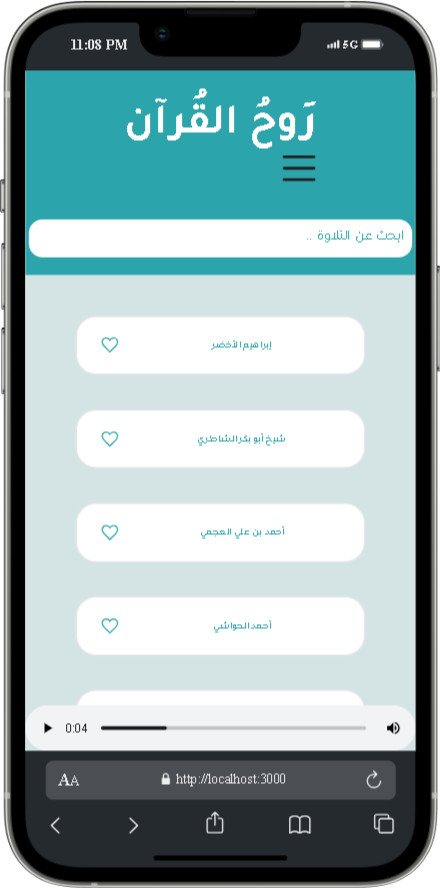 11:08 PM
5G
رَوحُ القُرآن
ابحث عن التلاوة ..
إبراهيم الأخضر
شيخ أبو بكر الشاطري
أحمد بن علي العجمي
أحمد الحواشي
0:04
AA
http://localhost:3000